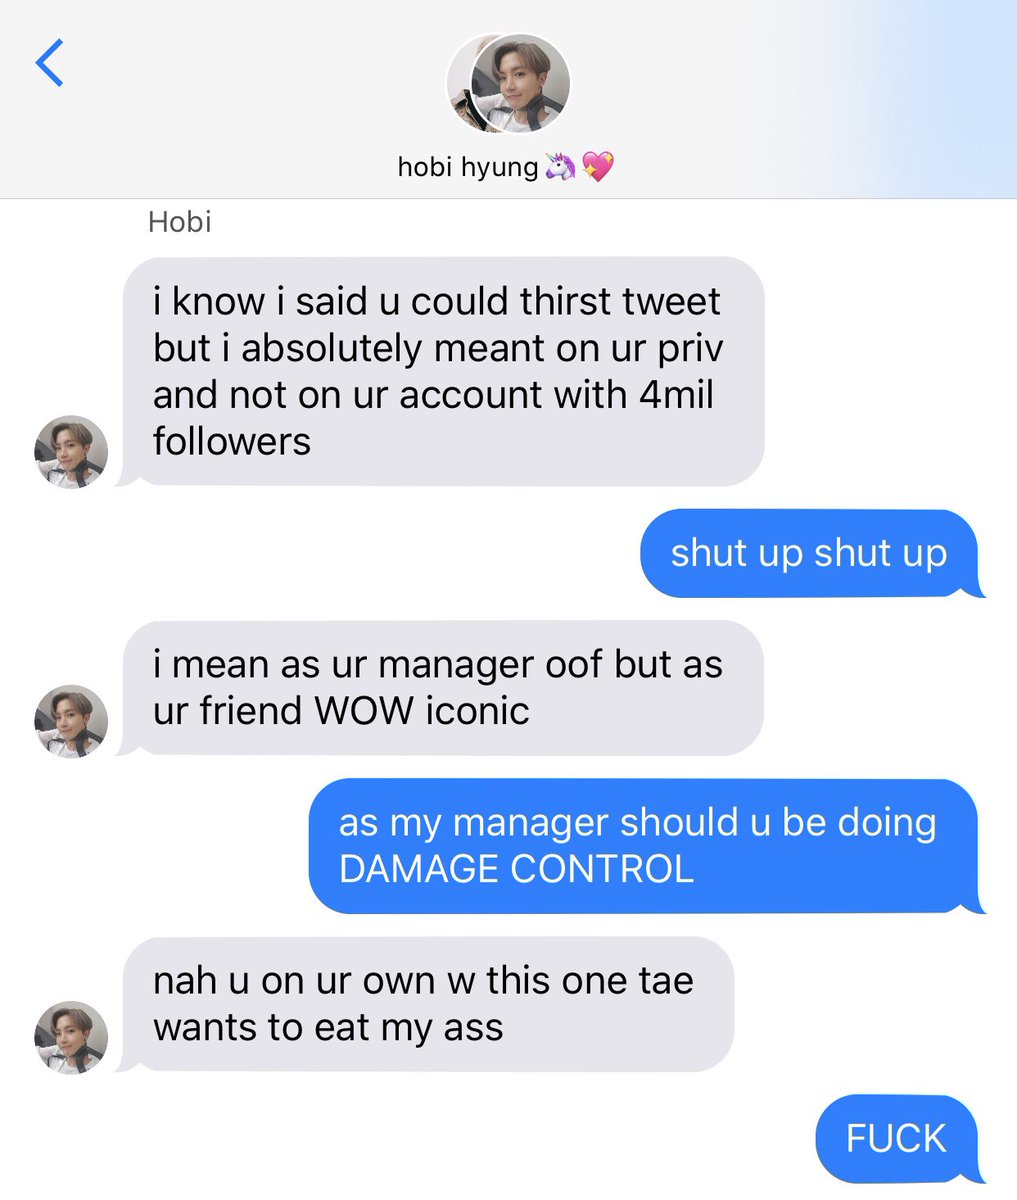 hobi hyung🦄💖
Hobi
i know i said u could thirst tweet
but i absolutely meant on ur priv
and not on ur account with 4mil
followers
shut up shut up
i mean as ur manager oof but as
ur friend WOW iconic
as my manager should u be doing
DAMAGE CONTROL
nah u on ur own w this one tae
wants to eat my ass
FUCK